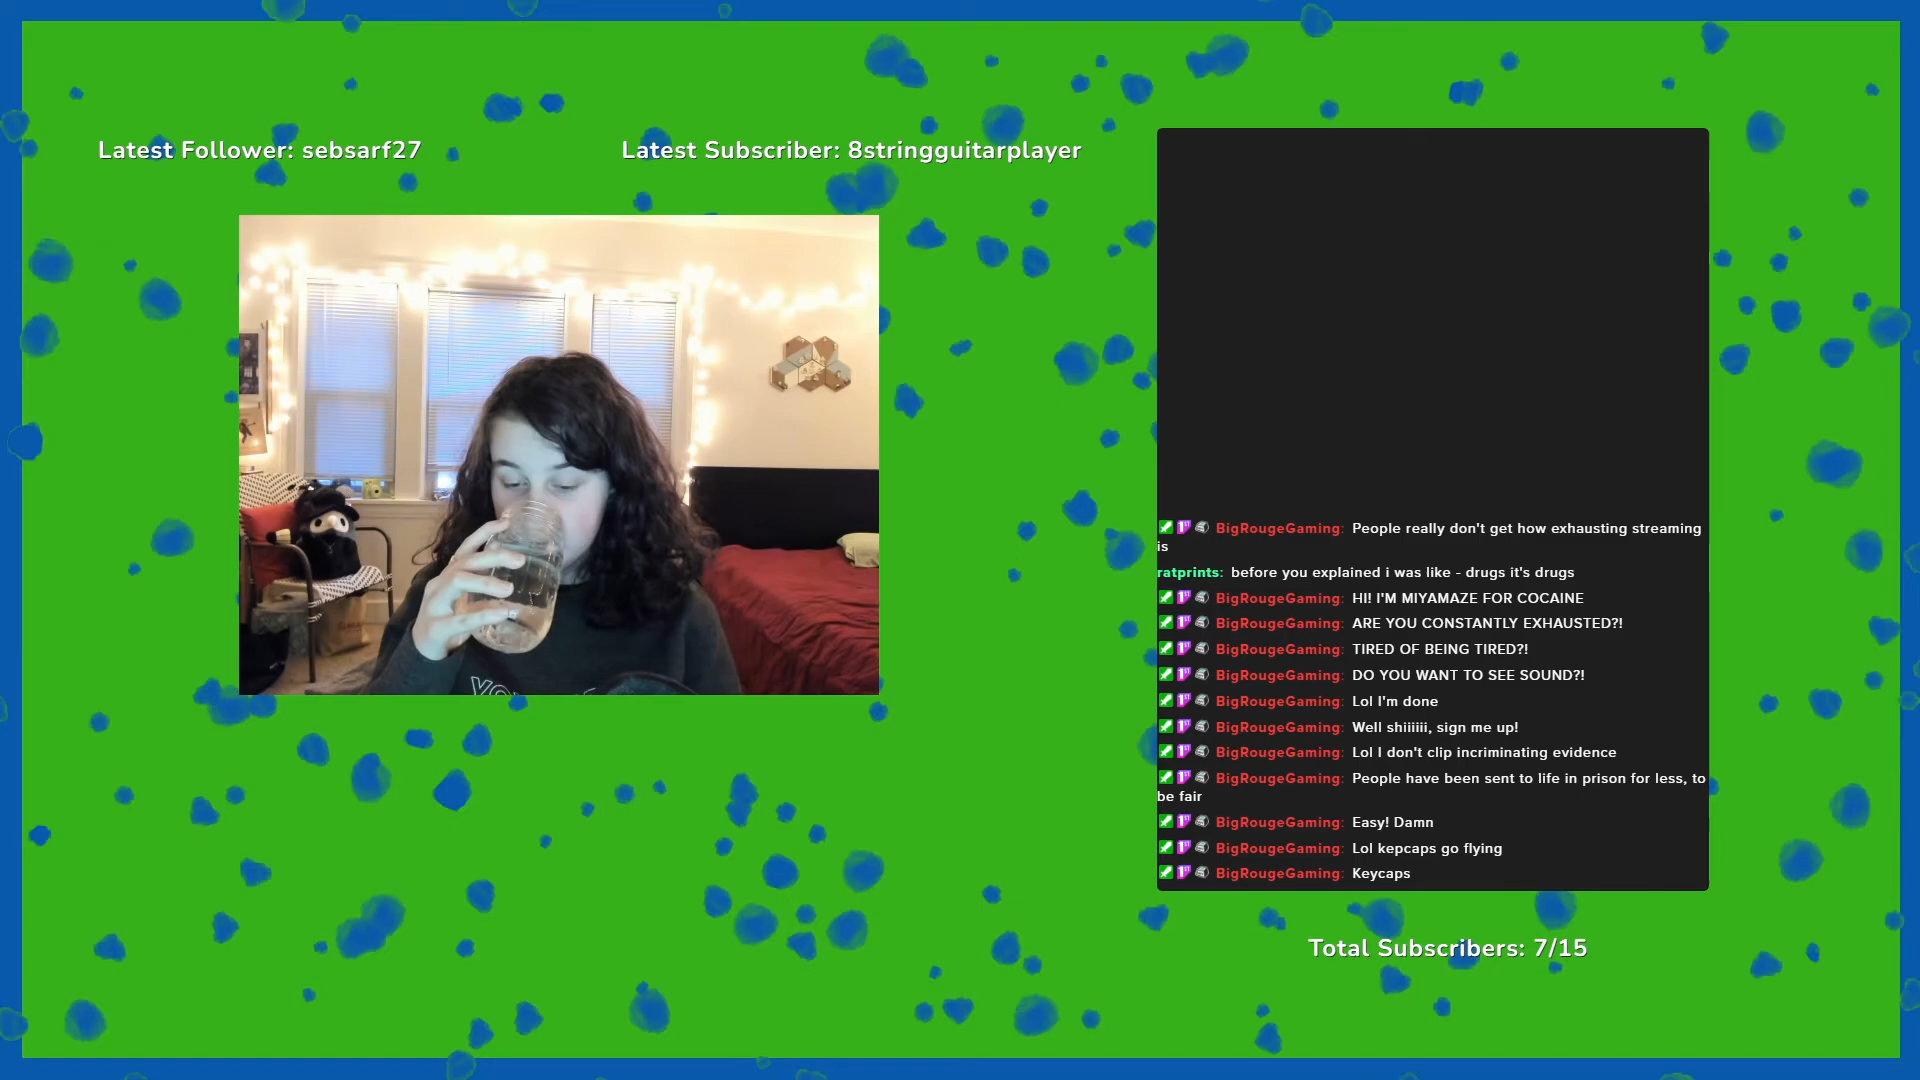 Latest Follower: sebsarf27
Latest Subscriber: 8stringguitarplayer
BigRougeGaming: People really don't get how exhausting streaming
is
ratprints: before you explained i was like - drugs it's drugs
BigRougeGaming: HI! I'M MIYAMAZE FOR COCAINE
BigRougeGaming: ARE YOU CONSTANTLY EXHAUSTED?!
BigRougeGaming: TIRED OF BEING TIRED?!
BigRougeGaming: DO YOU WANT TO SEE SOUND?!
BigRougeGaming: Lol I'm done
BigRougeGaming: Well shiiiiii, sign me up!
BigRougeGaming: Lol I don't clip incriminating evidence
BigRougeGaming: People have been sent to life in prison for less, to
be fair
BigRougeGaming: Easy! Damn
BigRougeGaming: Lol kepcaps go flying
BigRougeGaming: Keycaps
Total Subscribers: 7/15